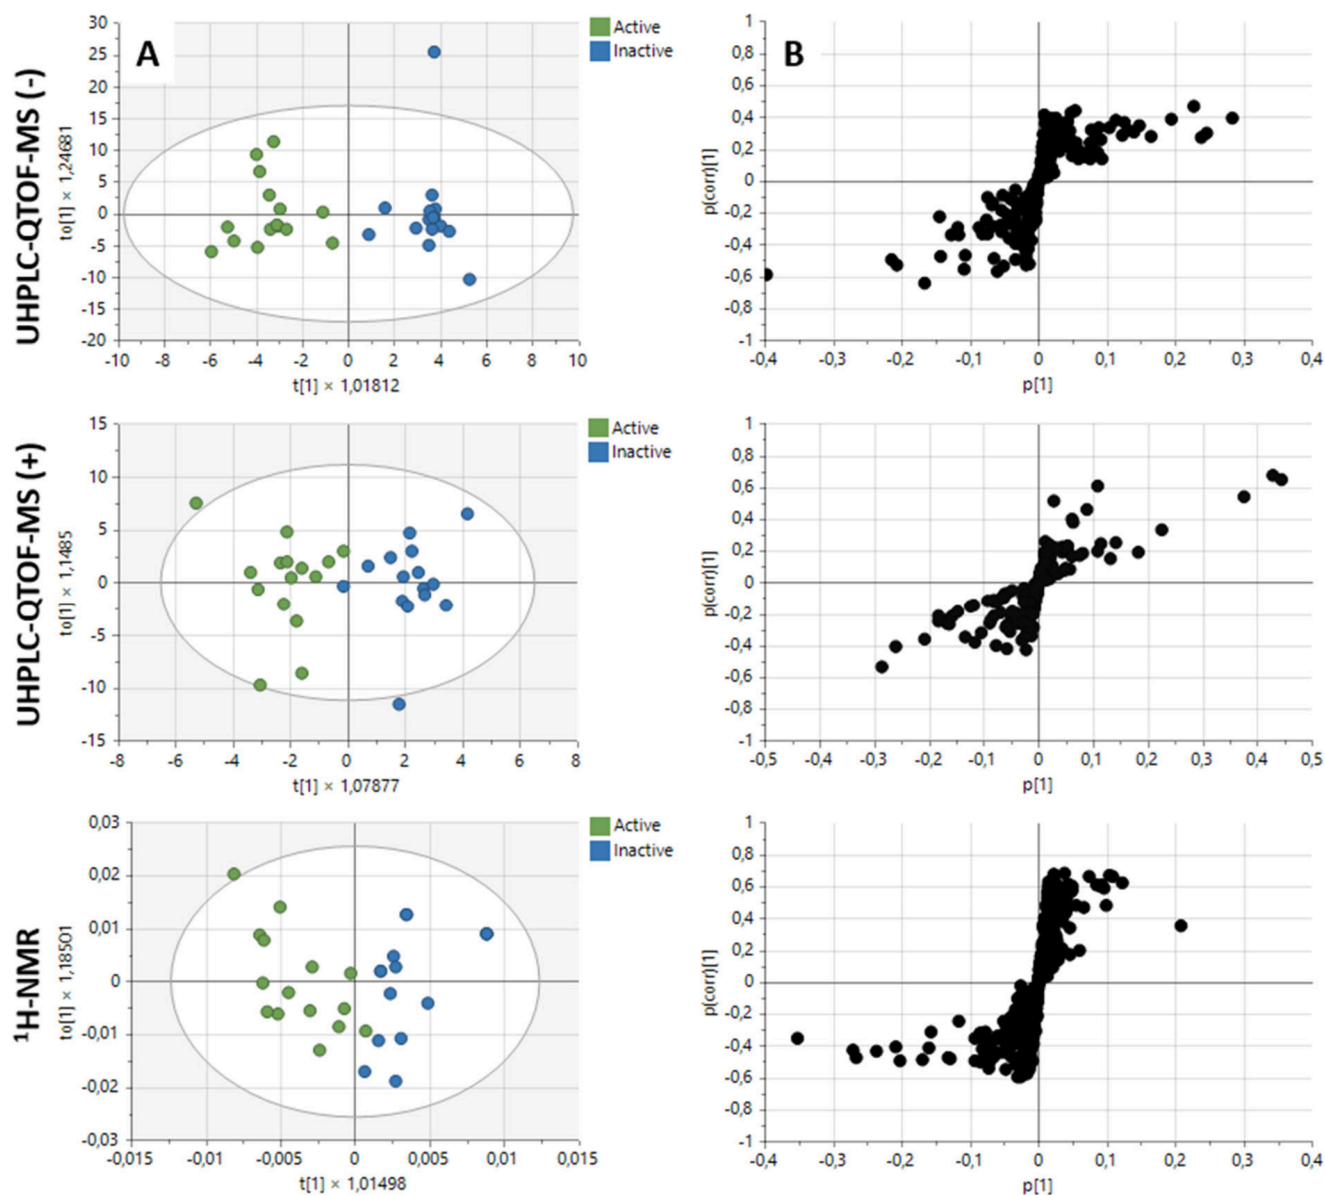 A
Active
Inactive
UHPLC-QTOF-MS (-)
to[1] × 1,24681
30
25
20
15
10
5
0
-5
-10
-15
-20
-10 -8 -6 -4 -2 0 2 4 6 8 10
t[1] × 1,01812
B
p(corr)[1]
1
0,8
0,6
0,4
0,2
0
-0,2
-0,4
-0,6
-0,8
-1
-0,4 -0,3 -0,2 -0,1 0 0,1 0,2 0,3 0,4
p[1]
Active
Inactive
UHPLC-QTOF-MS (+)
to[1] × 1,1485
15
10
5
0
-5
-10
-15
-8 -6 -4 -2 0 2 4 6 8
t[1] × 1,07877
p(corr)[1]
1
0,8
0,6
0,4
0,2
0
-0,2
-0,4
-0,6
-0,8
-1
-0,5 -0,4 -0,3 -0,2 -0,1 0 0,1 0,2 0,3 0,4 0,5
p[1]
Active
Inactive
¹H-NMR
to[1] × 1,18501
0,03
0,02
0,01
0
-0,01
-0,02
-0,03
-0,015 -0,01 -0,005 0 0,005 0,01 0,015
t[1] × 1,01498
p(corr)[1]
1
0,8
0,6
0,4
0,2
0
-0,2
-0,4
-0,6
-0,8
-1
-0,4 -0,3 -0,2 -0,1 0 0,1 0,2 0,3 0,4
p[1]